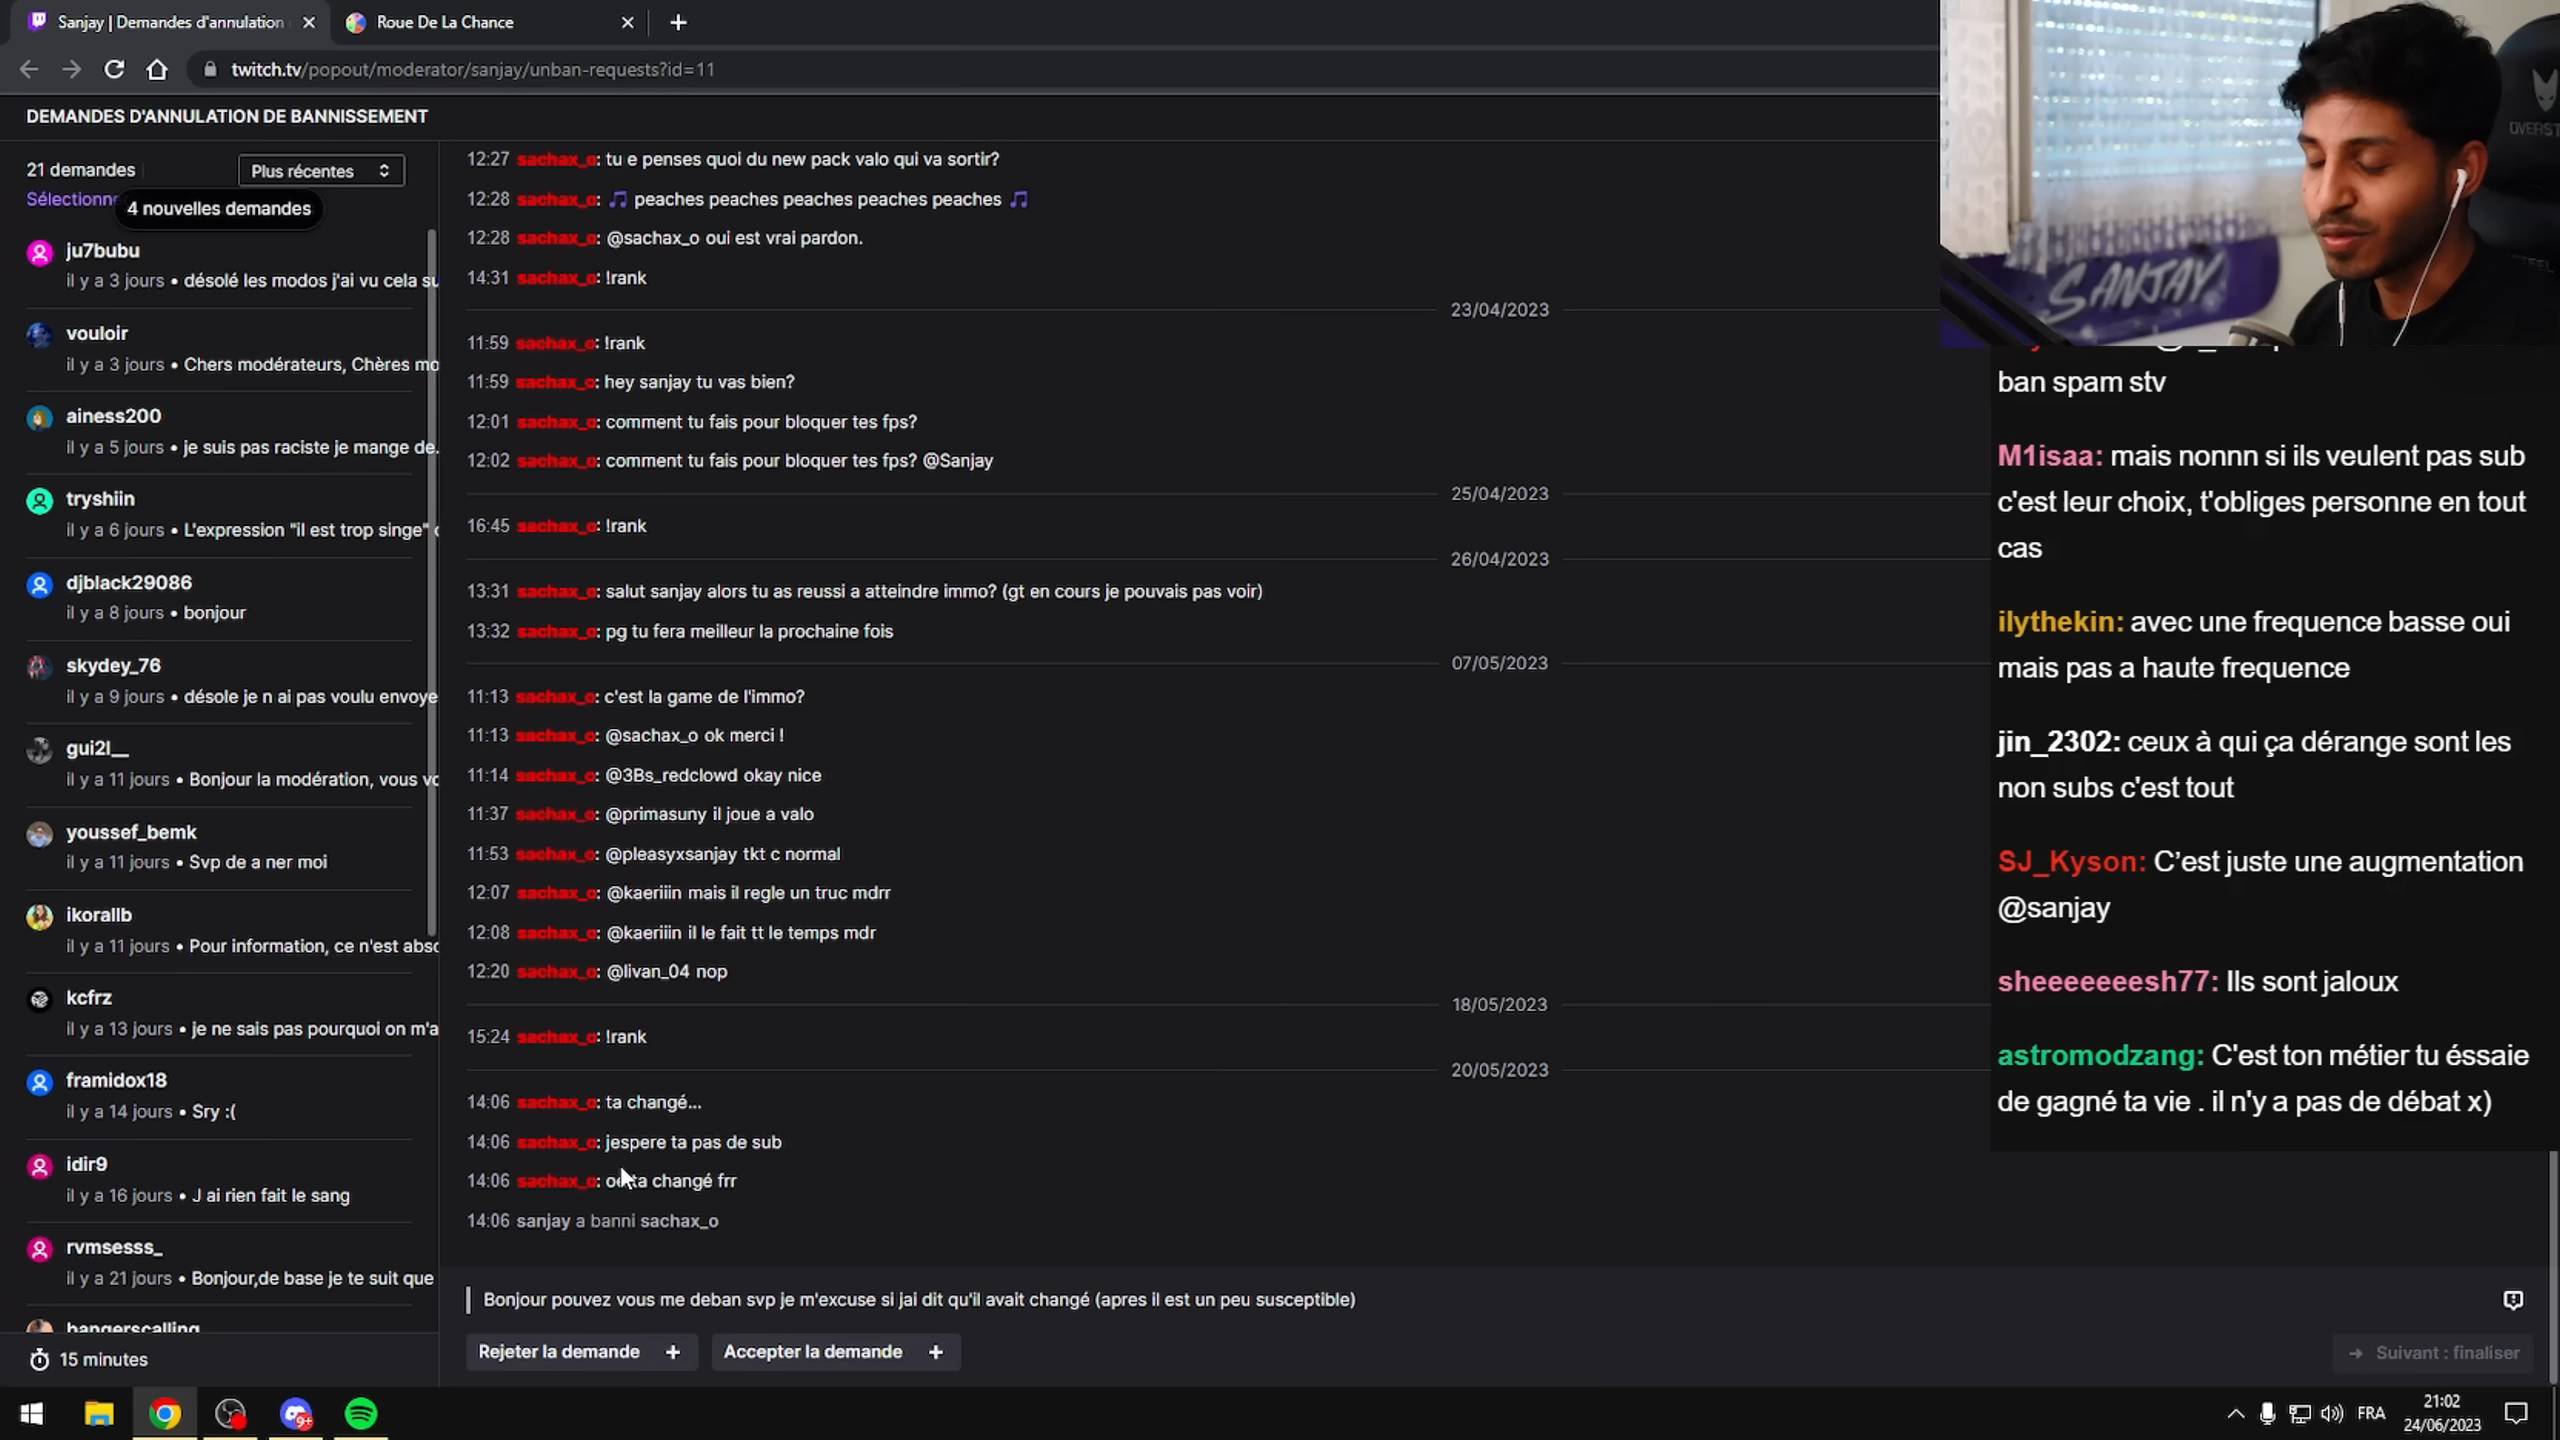 Sanjay | Demandes d'annulation
Roue De La Chance
twitch.tv/popout/moderator/sanjay/unban-requests?id=11
DEMANDES D'ANNULATION DE BANNISSEMENT
21 demandes
Plus récentes
Sélectionne
4 nouvelles demandes
ju7bubu
il y a 3 jours • désolé les modos j'ai vu cela su
vouloir
il y a 3 jours • Chers modérateurs, Chères mo
ainess200
il y a 5 jours • je suis pas raciste je mange de.
tryshiin
il y a 6 jours • L'expression "il est trop singe"
djblack29086
il y a 8 jours • bonjour
skydey_76
il y a 9 jours • désole je n ai pas voulu envoye
gui2l__
il y a 11 jours • Bonjour la modération, vous vo
youssef_bemk
il y a 11 jours • Svp de a ner moi
ikorallb
il y a 11 jours • Pour information, ce n'est abso
kcfrz
il y a 13 jours • je ne sais pas pourquoi on m'a
framidox18
il y a 14 jours • Sry :(
idir9
il y a 16 jours • J ai rien fait le sang
rvmsesss_
il y a 21 jours • Bonjour,de base je te suit que
bangerscalling
15 minutes
12:27 sachax_o: tu e penses quoi du new pack valo qui va sortir?
12:28 sachax_o: 🎵 peaches peaches peaches peaches peaches 🎵
12:28 sachax_o: @sachax_o oui est vrai pardon.
14:31 sachax_o: !rank
23/04/2023
11:59 sachax_o: !rank
11:59 sachax_o: hey sanjay tu vas bien?
12:01 sachax_o: comment tu fais pour bloquer tes fps?
12:02 sachax_o: comment tu fais pour bloquer tes fps? @Sanjay
25/04/2023
16:45 sachax_o: !rank
26/04/2023
13:31 sachax_o: salut sanjay alors tu as reussi a atteindre immo? (gt en cours je pouvais pas voir)
13:32 sachax_o: pg tu fera meilleur la prochaine fois
07/05/2023
11:13 sachax_o: c'est la game de l'immo?
11:13 sachax_o: @sachax_o ok merci !
11:14 sachax_o: @3Bs_redclowd okay nice
11:37 sachax_o: @primasuny il joue a valo
11:53 sachax_o: @pleasyxsanjay tkt c normal
12:07 sachax_o: @kaeriiin mais il regle un truc mdrr
12:08 sachax_o: @kaeriiin il le fait tt le temps mdr
12:20 sachax_o: @livan_04 nop
18/05/2023
15:24 sachax_o: !rank
20/05/2023
14:06 sachax_o: ta changé...
14:06 sachax_o: jespere ta pas de sub
14:06 sachax_o: ta changé frr
14:06 sanjay a banni sachax_o
Bonjour pouvez vous me deban svp je m'excuse si jai dit qu'il avait changé (apres il est un peu susceptible)
Rejeter la demande +
Accepter la demande +
Suivant : finaliser
SANJAY
ban spam stv
M1isaa: mais nonnn si ils veulent pas sub
c'est leur choix, t'obliges personne en tout
cas
ilythekin: avec une frequence basse oui
mais pas a haute frequence
jin_2302: ceux à qui ça dérange sont les
non subs c'est tout
SJ_Kyson: C'est juste une augmentation
@sanjay
sheeeeeeesh77: Ils sont jaloux
astromodzang: C'est ton métier tu éssaie
de gagné ta vie . il n'y a pas de débat x)
9+
FRA
21:02
24/06/2023